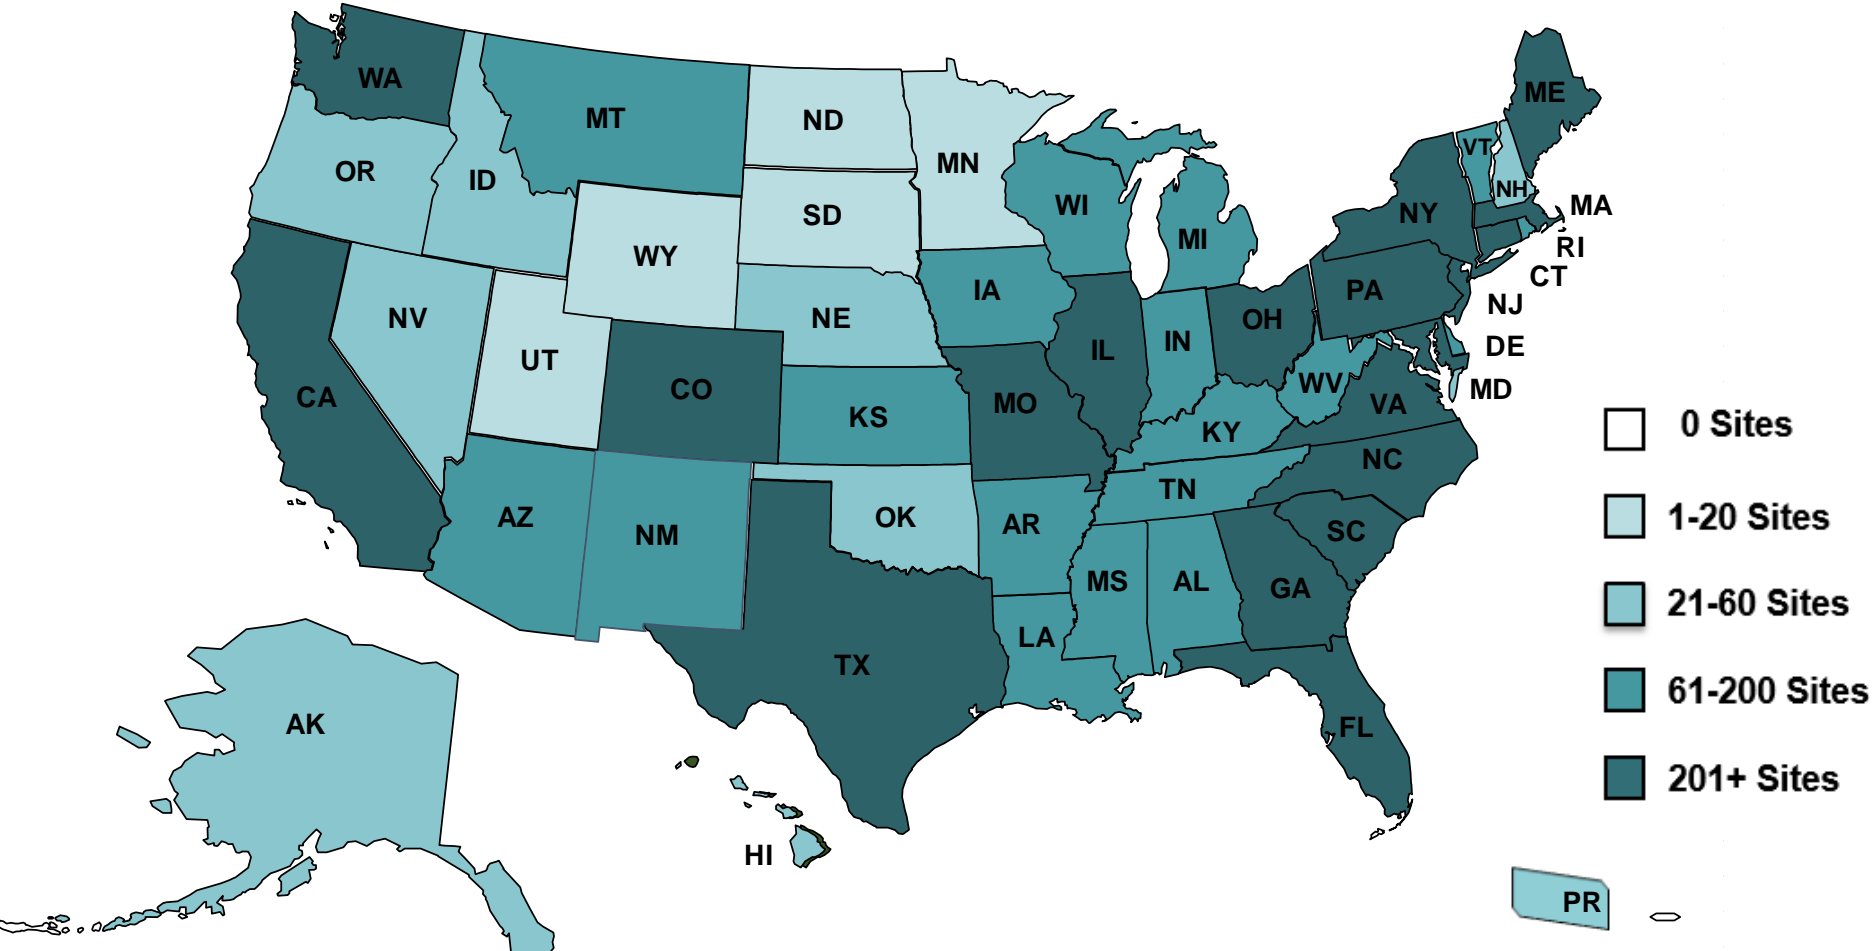 WA
ME
MT
ND
VT
MN
OR
ID
NH
SD
WI
NY
MA
MI
RI
WY
CT
IA
PA
NJ
NV
NE
OH
IN
DE
IL
UT
WV
MD
CO
CA
MO
VA
KS
0 Sites
KY
NC
TN
AZ
OK
1-20 Sites
AR
SC
NM
MS
AL
GA
21-60 Sites
LA
TX
61-200 Sites
AK
FL
201+ Sites
HI
PR